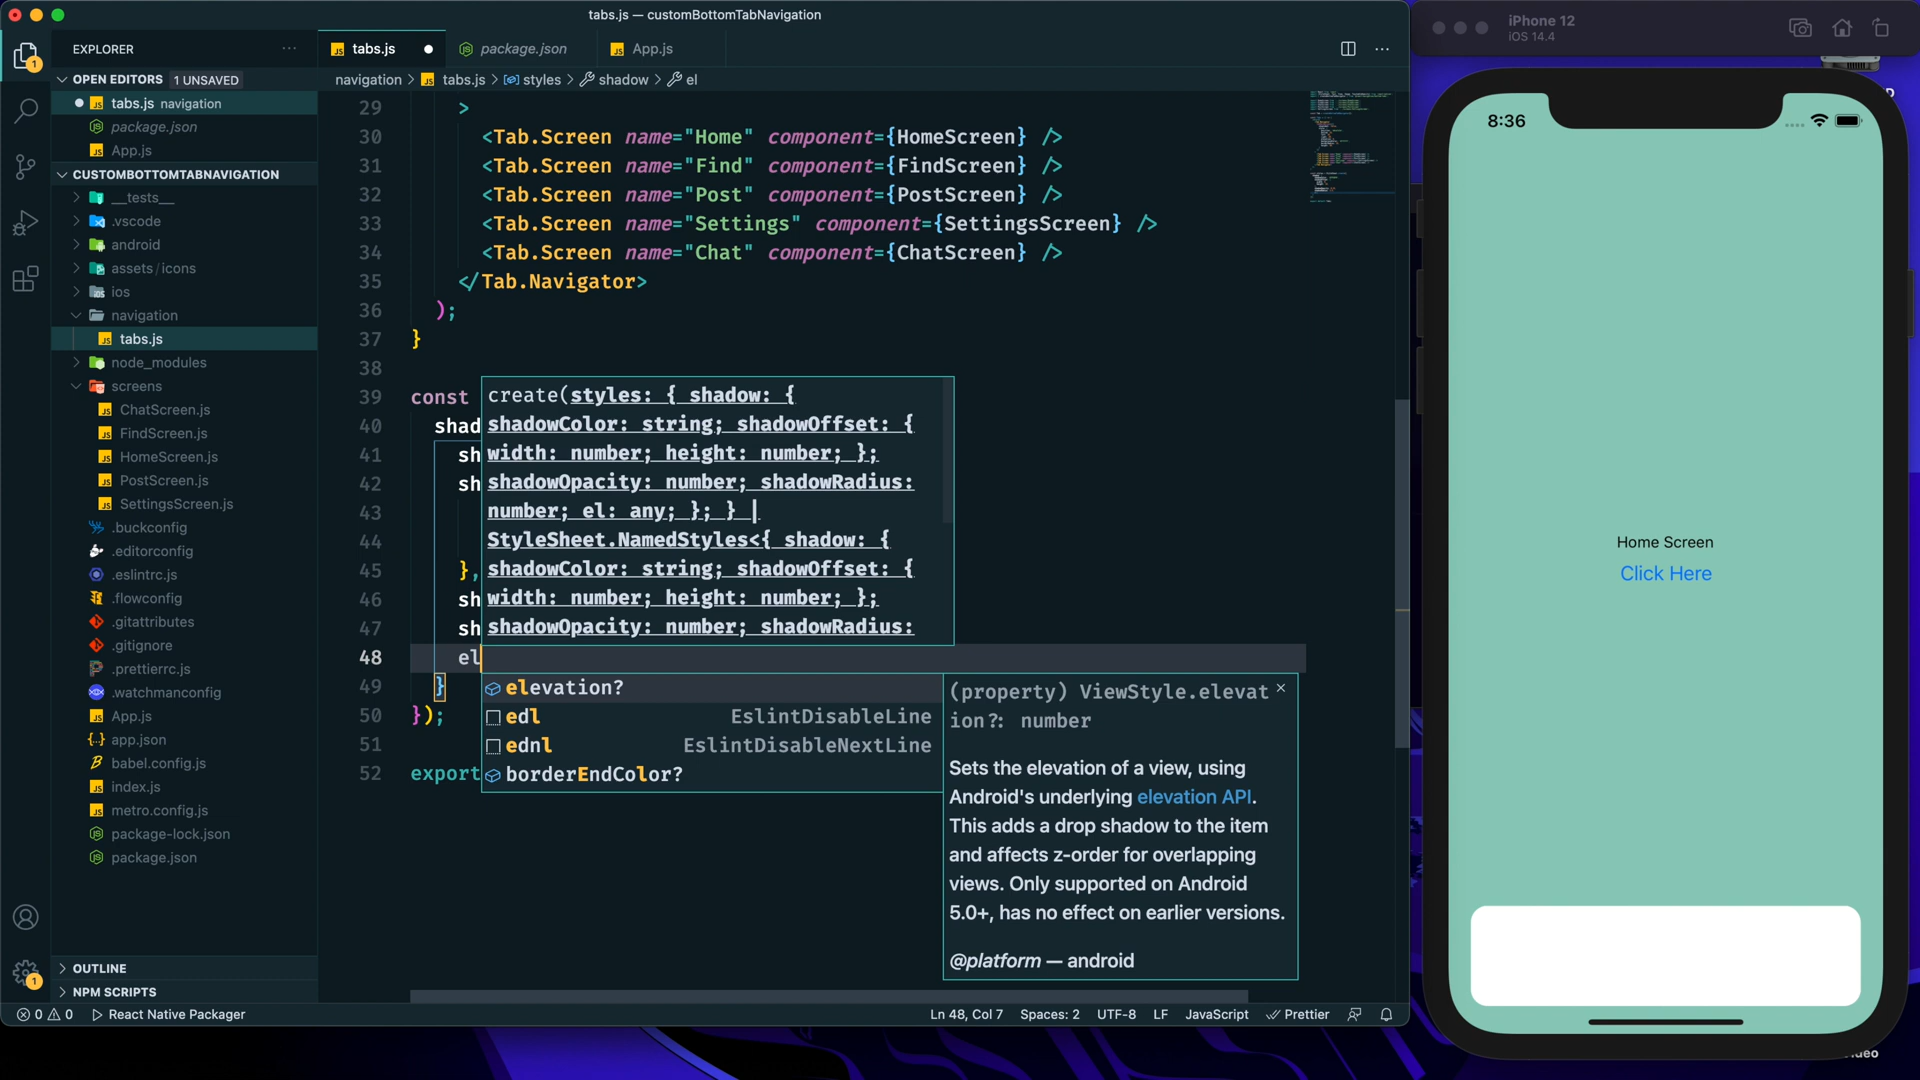 tabs.js — customBottomTabNavigation
EXPLORER
OPEN EDITORS 1 UNSAVED
tabs.js navigation
package.json
App.js
CUSTOMBOTTOMTABNAVIGATION
__tests__
.vscode
android
assets/icons
ios
navigation
tabs.js
node_modules
screens
ChatScreen.js
FindScreen.js
HomeScreen.js
PostScreen.js
SettingsScreen.js
.buckconfig
.editorconfig
.eslintrc.js
.flowconfig
.gitattributes
.gitignore
.prettierrc.js
.watchmanconfig
App.js
app.json
babel.config.js
index.js
metro.config.js
package-lock.json
package.json
OUTLINE
NPM SCRIPTS
tabs.js package.json App.js
navigation > tabs.js > styles > shadow > el
29 >
30 <Tab.Screen name="Home" component={HomeScreen} />
31 <Tab.Screen name="Find" component={FindScreen} />
32 <Tab.Screen name="Post" component={PostScreen} />
33 <Tab.Screen name="Settings" component={SettingsScreen} />
34 <Tab.Screen name="Chat" component={ChatScreen} />
35 </Tab.Navigator>
36 );
37 }
38
39 const
40 shad
41 sh
42 sh
43
44
45 },
46 sh
47 sh
48 el
49 }
50 });
51
52 export
create(styles: { shadow: {
shadowColor: string; shadowOffset: {
width: number; height: number; };
shadowOpacity: number; shadowRadius:
number; el: any; }; } |
StyleSheet.NamedStyles<{ shadow: {
shadowColor: string; shadowOffset: {
width: number; height: number; };
shadowOpacity: number; shadowRadius:
elevation?
edl EslintDisableLine
ednl EslintDisableNextLine
borderEndColor?
(property) ViewStyle.elevat
ion?: number
Sets the elevation of a view, using
Android's underlying elevation API.
This adds a drop shadow to the item
and affects z-order for overlapping
views. Only supported on Android
5.0+, has no effect on earlier versions.
@platform — android
1
1
0 0 React Native Packager
Ln 48, Col 7 Spaces: 2 UTF-8 LF JavaScript Prettier
iPhone 12
iOS 14.4
8:36
Home Screen
Click Here